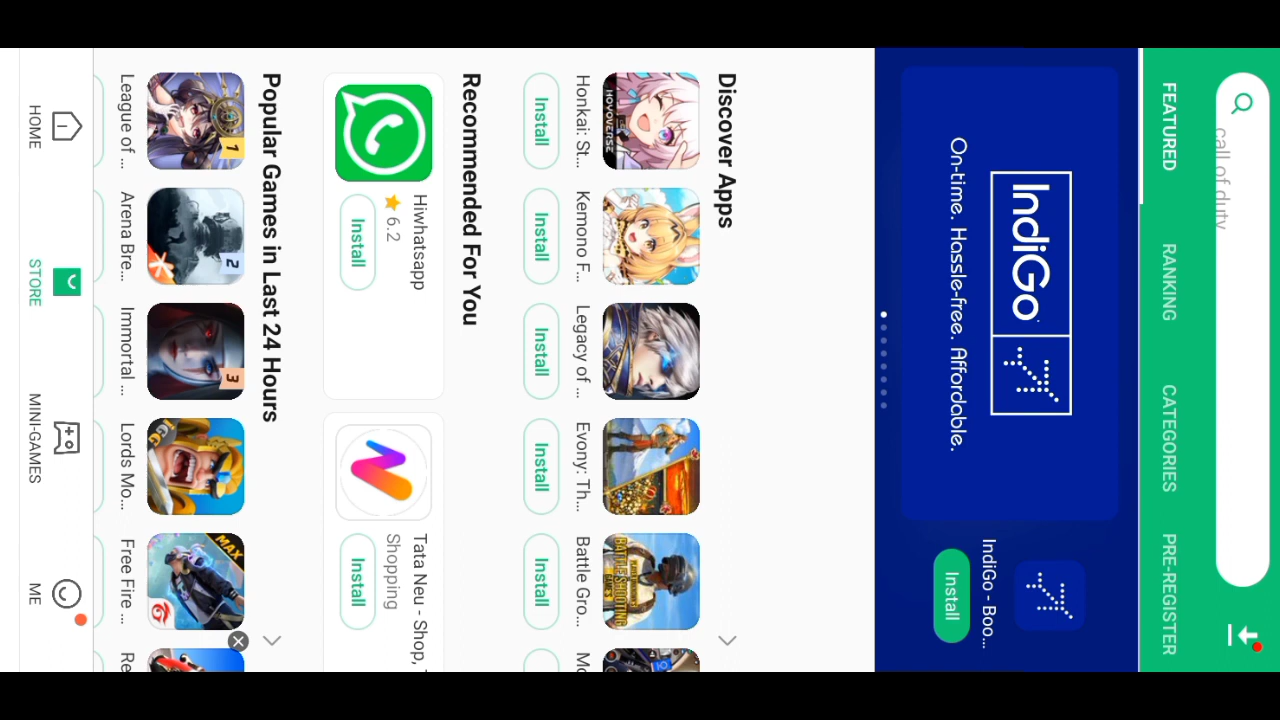 call of duty
FEATURED
RANKING
CATEGORIES
PRE-REGISTER
IndiGo
On-time. Hassle-free. Affordable.
IndiGo - Boo...
Install
Discover Apps
HOYOVERSE
BATTLE SHOOTING
Honkai: St...
Kemono F...
Legacy of ...
Evony: Th...
Battle Gro...
Install
Install
Install
Install
Install
Recommended For You
Hiwhatsapp
6.2
Install
Tata Neu - Shop,
Shopping
Install
Popular Games in Last 24 Hours
1
2
3
MAX
League of ...
Arena Bre...
Immortal ...
Lords Mo...
Free Fire ...
Re
HOME
STORE
MINI-GAMES
ME